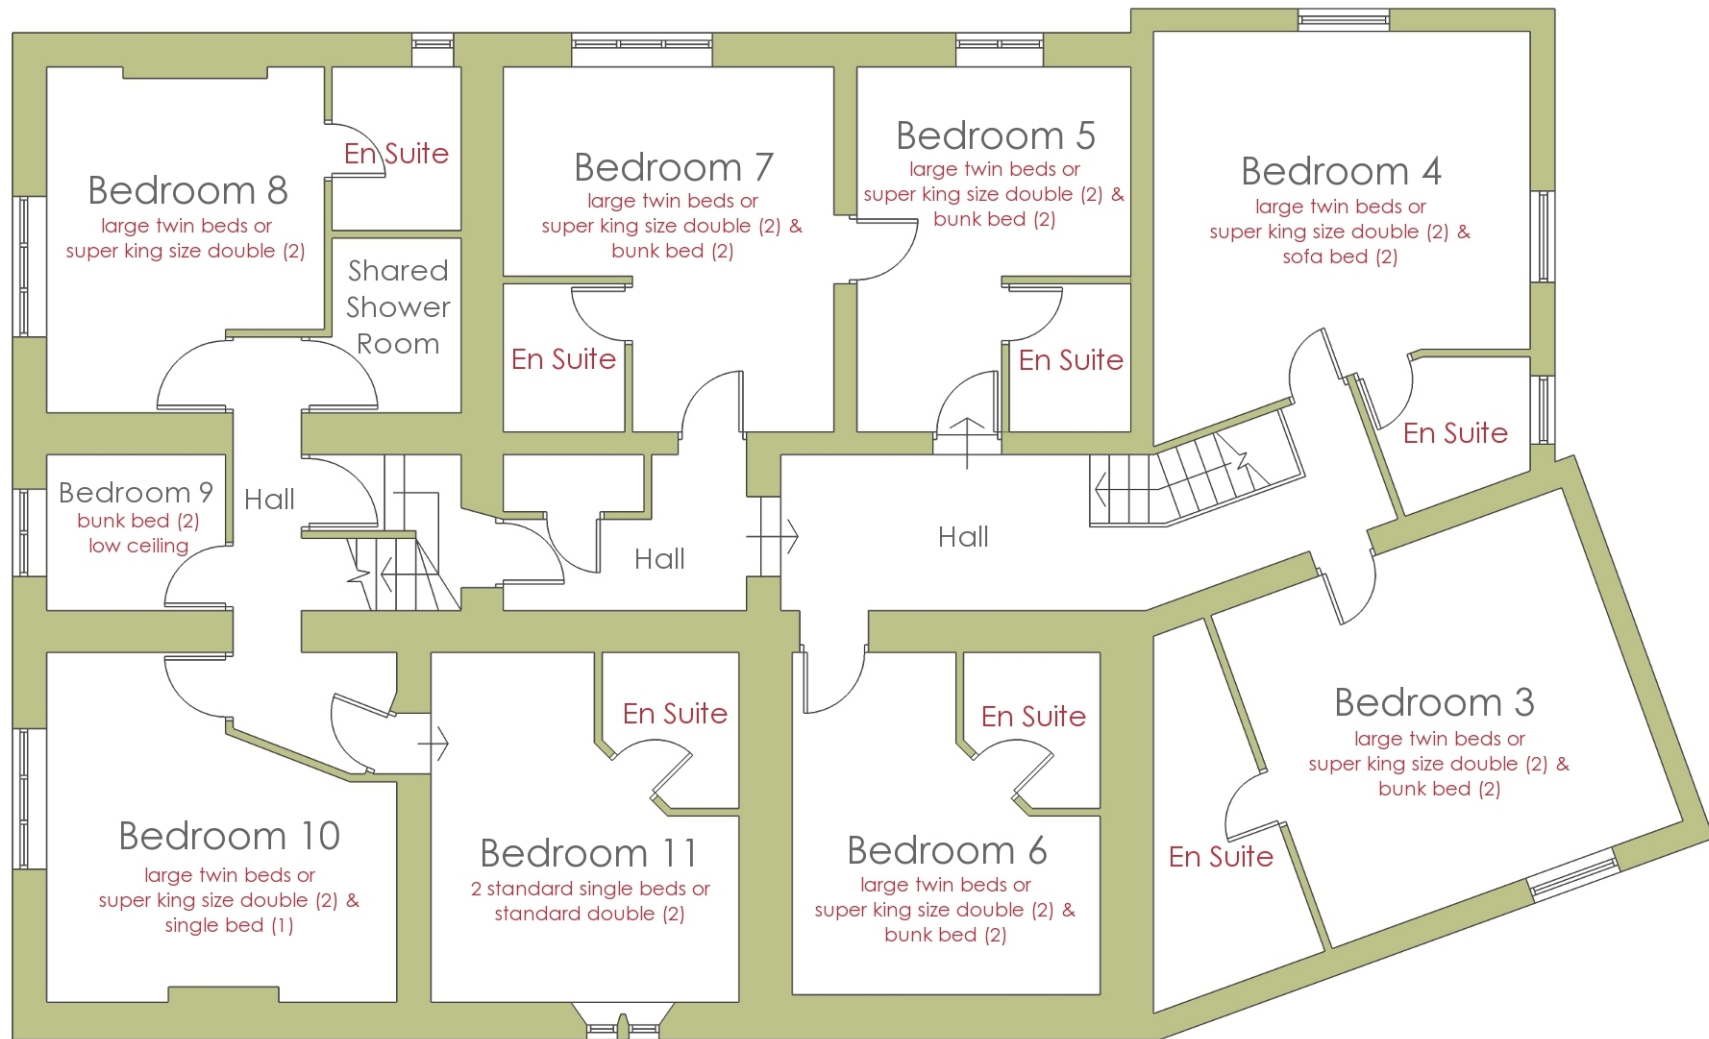 Bedroom 8
large twin beds or
super king size double (2)
En Suite
Shared
Shower
Room
Bedroom 7
large twin beds or
super king size double (2) &
bunk bed (2)
En Suite
Bedroom 5
large twin beds or
super king size double (2) &
bunk bed (2)
En Suite
Bedroom 4
large twin beds or
super king size double (2) &
sofa bed (2)
En Suite
Bedroom 9
bunk bed (2)
low ceiling
Hall
Hall
Hall
Bedroom 10
large twin beds or
super king size double (2) &
single bed (1)
Bedroom 11
2 standard single beds or
standard double (2)
En Suite
Bedroom 6
large twin beds or
super king size double (2) &
bunk bed (2)
En Suite
Bedroom 3
large twin beds or
super king size double (2) &
bunk bed (2)
En Suite